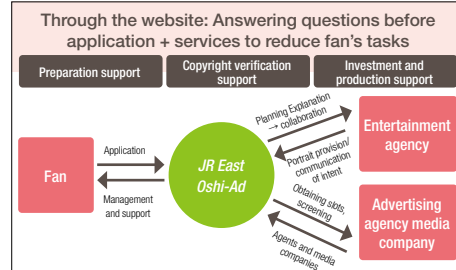 Through the website: Answering questions before
application + services to reduce fan's tasks
Preparation support
Copyright verification
support
Investment and
production support
Fan
Application
Management
and support
JR East
Oshi-Ad
Planning Explanation
→ collaboration
Portrait provision/
communication
of intent
Obtaining slots,
screening
Agents and media
companies
Entertainment
agency
Advertising
agency media
company